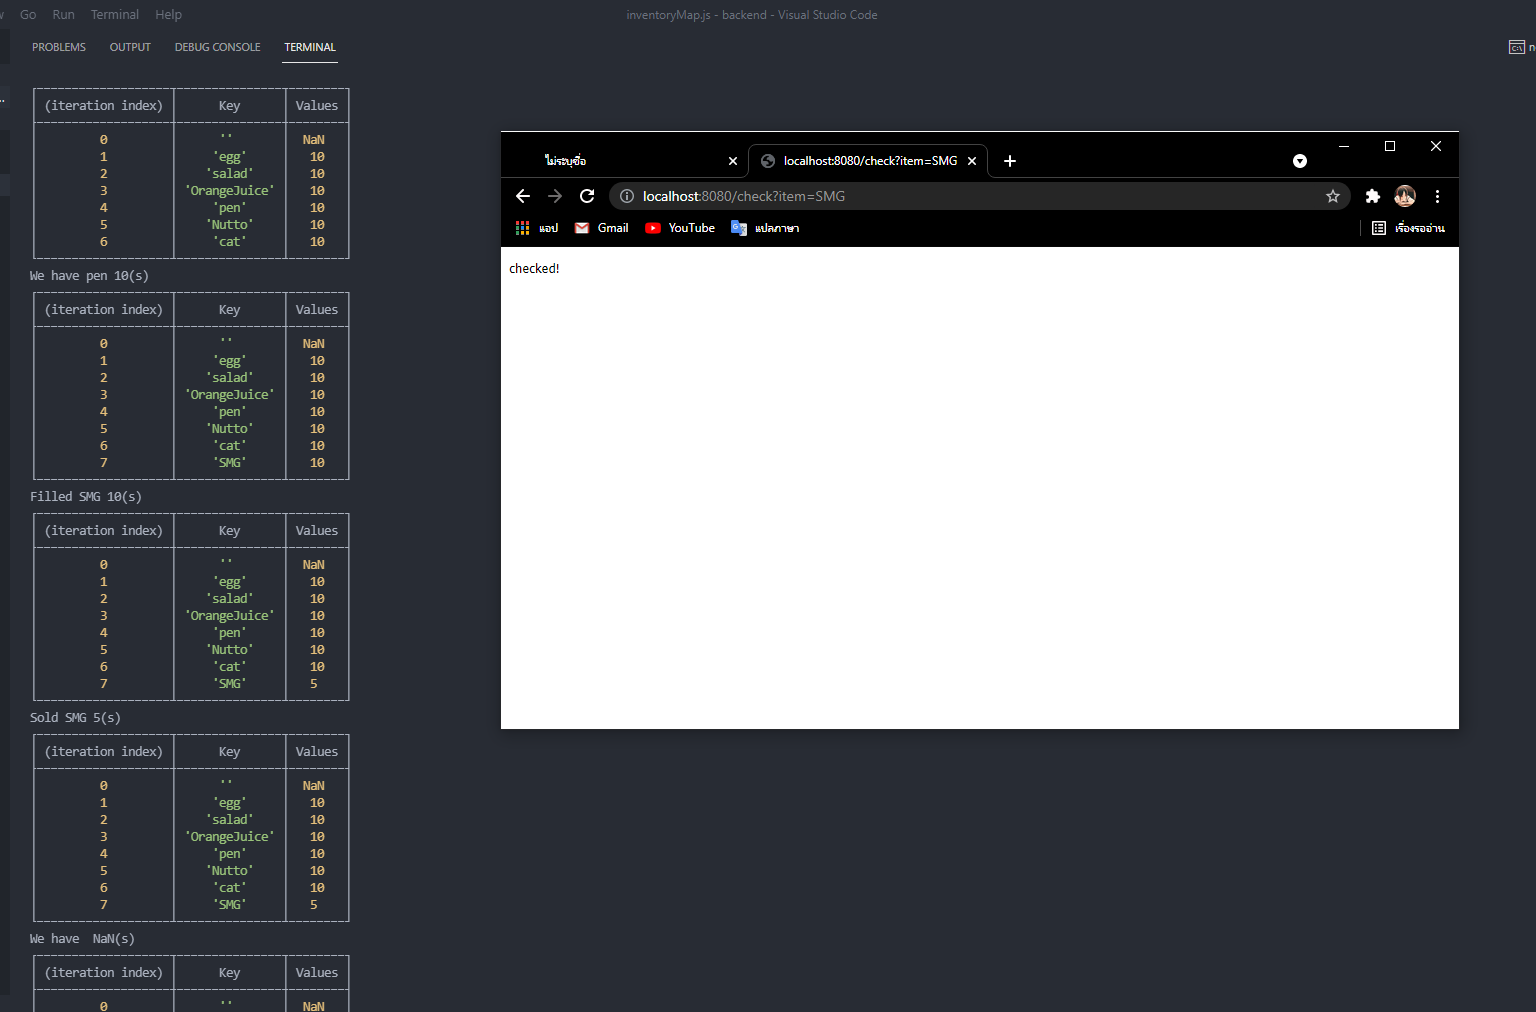 Go Run Terminal Help
inventoryMap.js - backend - Visual Studio Code
PROBLEMS OUTPUT DEBUG CONSOLE TERMINAL
(iteration index) Key Values
0 '' NaN
1 'egg' 10
2 'salad' 10
3 'OrangeJuice' 10
4 'pen' 10
5 'Nutto' 10
6 'cat' 10
We have pen 10(s)
(iteration index) Key Values
0 '' NaN
1 'egg' 10
2 'salad' 10
3 'OrangeJuice' 10
4 'pen' 10
5 'Nutto' 10
6 'cat' 10
7 'SMG' 10
Filled SMG 10(s)
(iteration index) Key Values
0 '' NaN
1 'egg' 10
2 'salad' 10
3 'OrangeJuice' 10
4 'pen' 10
5 'Nutto' 10
6 'cat' 10
7 'SMG' 5
Sold SMG 5(s)
(iteration index) Key Values
0 '' NaN
1 'egg' 10
2 'salad' 10
3 'OrangeJuice' 10
4 'pen' 10
5 'Nutto' 10
6 'cat' 10
7 'SMG' 5
We have  NaN(s)
(iteration index) Key Values
0 '' NaN
ไม่ระบุชื่อ
localhost:8080/check?item=SMG
localhost:8080/check?item=SMG
แอป Gmail YouTube แปลภาษา เรื่องรออ่าน
checked!